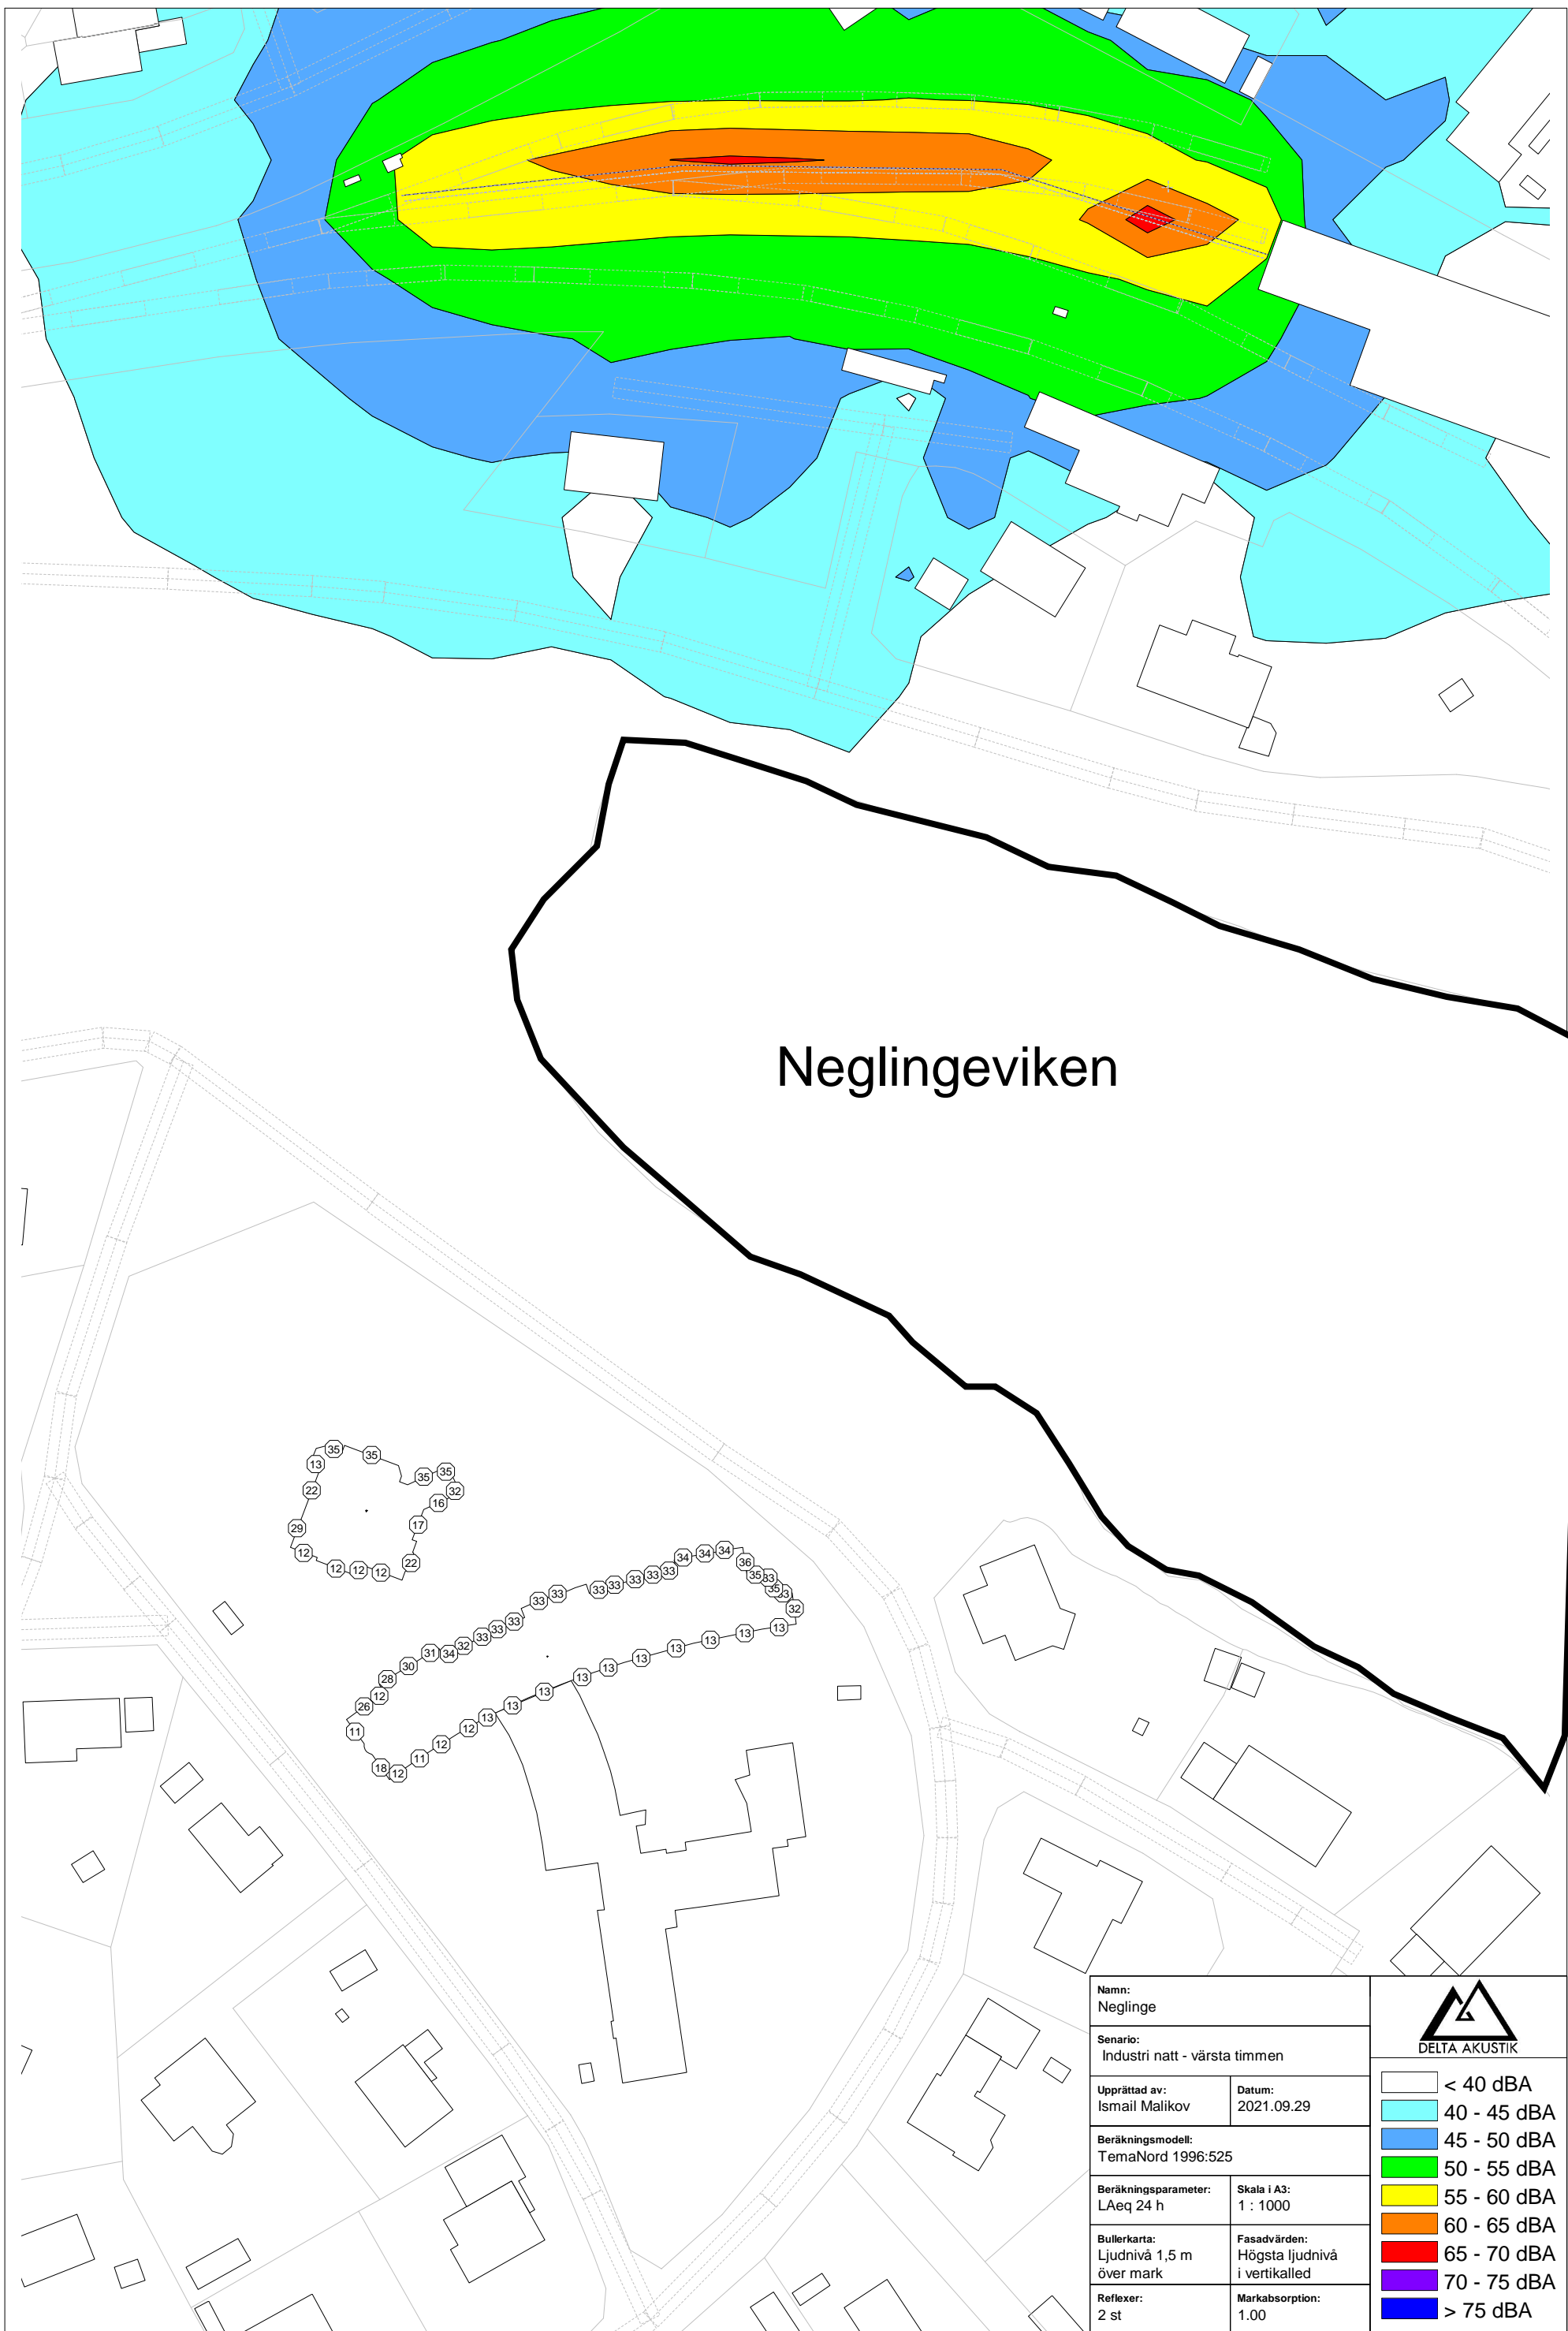 Neglingeviken
35
35
13
35
35
22
32
16
29
17
12
22
12
12
12
34
34
34
36
33
33
33
33
33
35
33
35
33
33
33
32
33
33
33
32
34
31
30
28
12
26
11
18
12
11
12
12
13
13
13
13
13
13
13
13
13
13
Namn:
Neglinge
Senario:
Industri natt - värsta timmen
Upprättad av:
Ismail Malikov
Datum:
2021.09.29
Beräkningsmodell:
TemaNord 1996:525
Beräkningsparameter:
LAeq 24 h
Skala i A3:
1 : 1000
Bullerkarta:
Ljudnivå 1,5 m
över mark
Fasadvärden:
Högsta ljudnivå
i vertikalled
Reflexer:
2 st
Markabsorption:
1.00
DELTA AKUSTIK
< 40 dBA
40 - 45 dBA
45 - 50 dBA
50 - 55 dBA
55 - 60 dBA
60 - 65 dBA
65 - 70 dBA
70 - 75 dBA
> 75 dBA